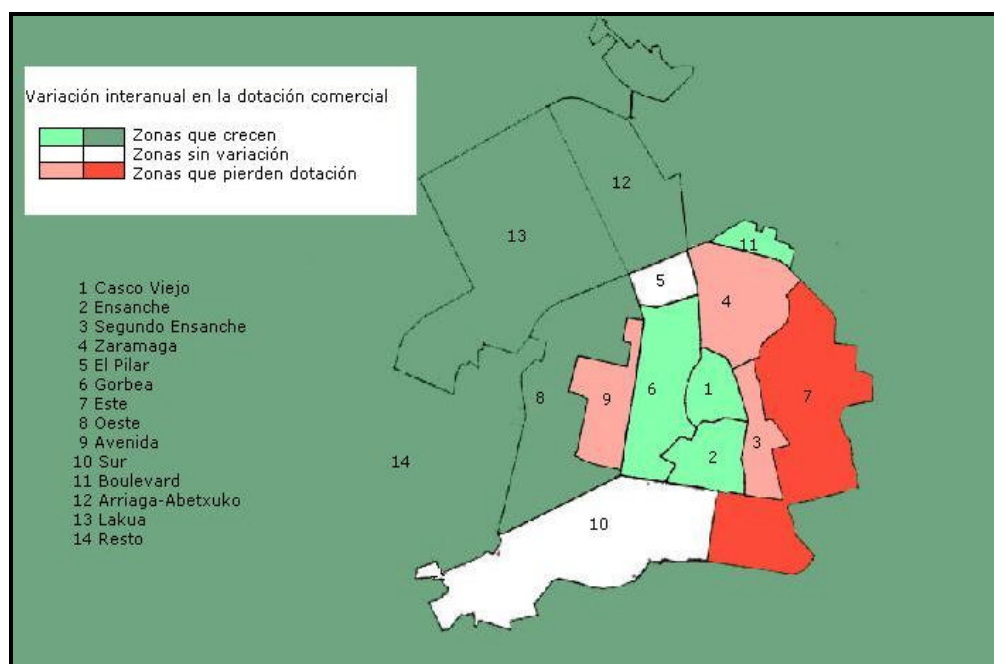 Variación interanual en la dotación comercial
Zonas que crecen
Zonas sin variación
Zonas que pierden dotación
12
13
11
5
4
1 Casco Viejo
2 Ensanche
3 Segundo Ensanche
4 Zaramaga
5 El Pilar
6 Gorbea
7 Este
8 Oeste
9 Avenida
10 Sur
11 Boulevard
12 Arriaga-Abetxuko
13 Lakua
14 Resto
6
1
7
8
9
3
2
14
10